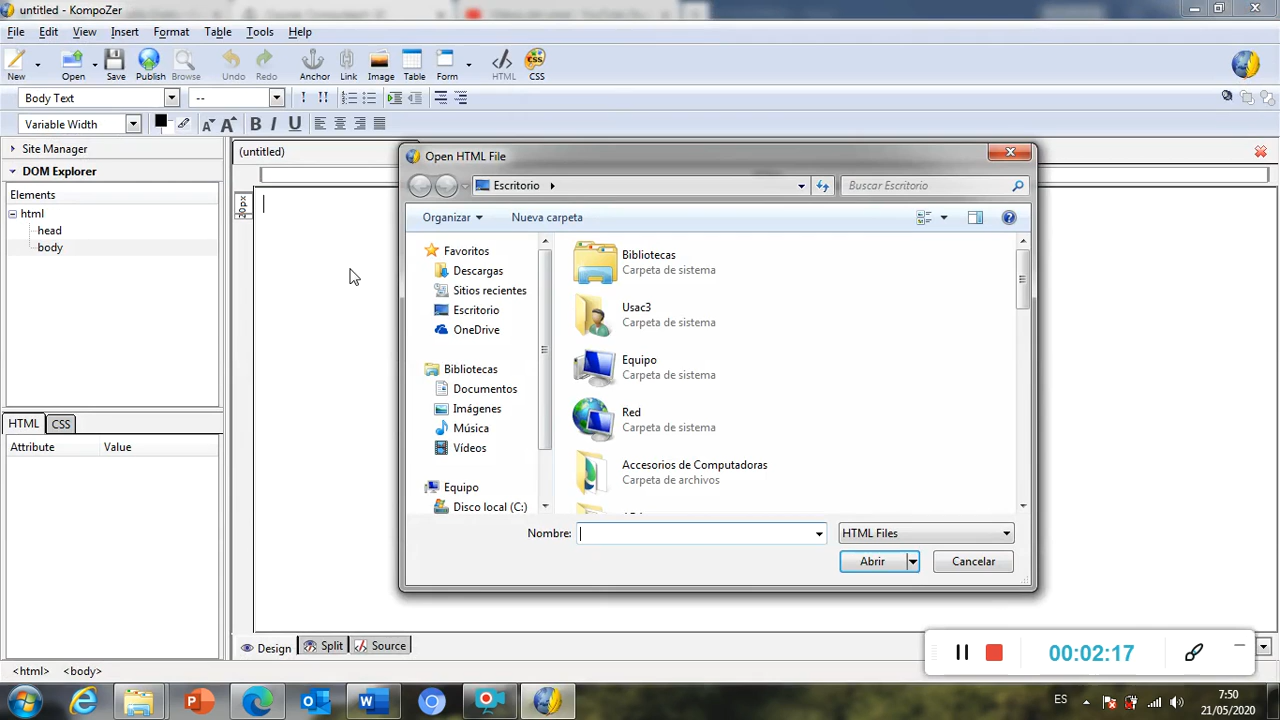 untitled - KompoZer
File Edit View Insert Format Table Tools Help
New Open Save Publish Browse Undo Redo Anchor Link Image Table Form HTML CSS
Body Text --
Variable Width
Site Manager
(untitled)
DOM Explorer
Elements
html
head
body
20px
HTML CSS
Attribute Value
Open HTML File
Escritorio
Buscar Escritorio
Organizar Nueva carpeta
Favoritos
Descargas
Sitios recientes
Escritorio
OneDrive
Bibliotecas
Documentos
Imágenes
Música
Vídeos
Equipo
Disco local (C:)
Bibliotecas
Carpeta de sistema
Usac3
Carpeta de sistema
Equipo
Carpeta de sistema
Red
Carpeta de sistema
Accesorios de Computadoras
Carpeta de archivos
Nombre:
HTML Files
Abrir Cancelar
Design Split Source
<html> <body>
00:02:17
ES
7:50
21/05/2020